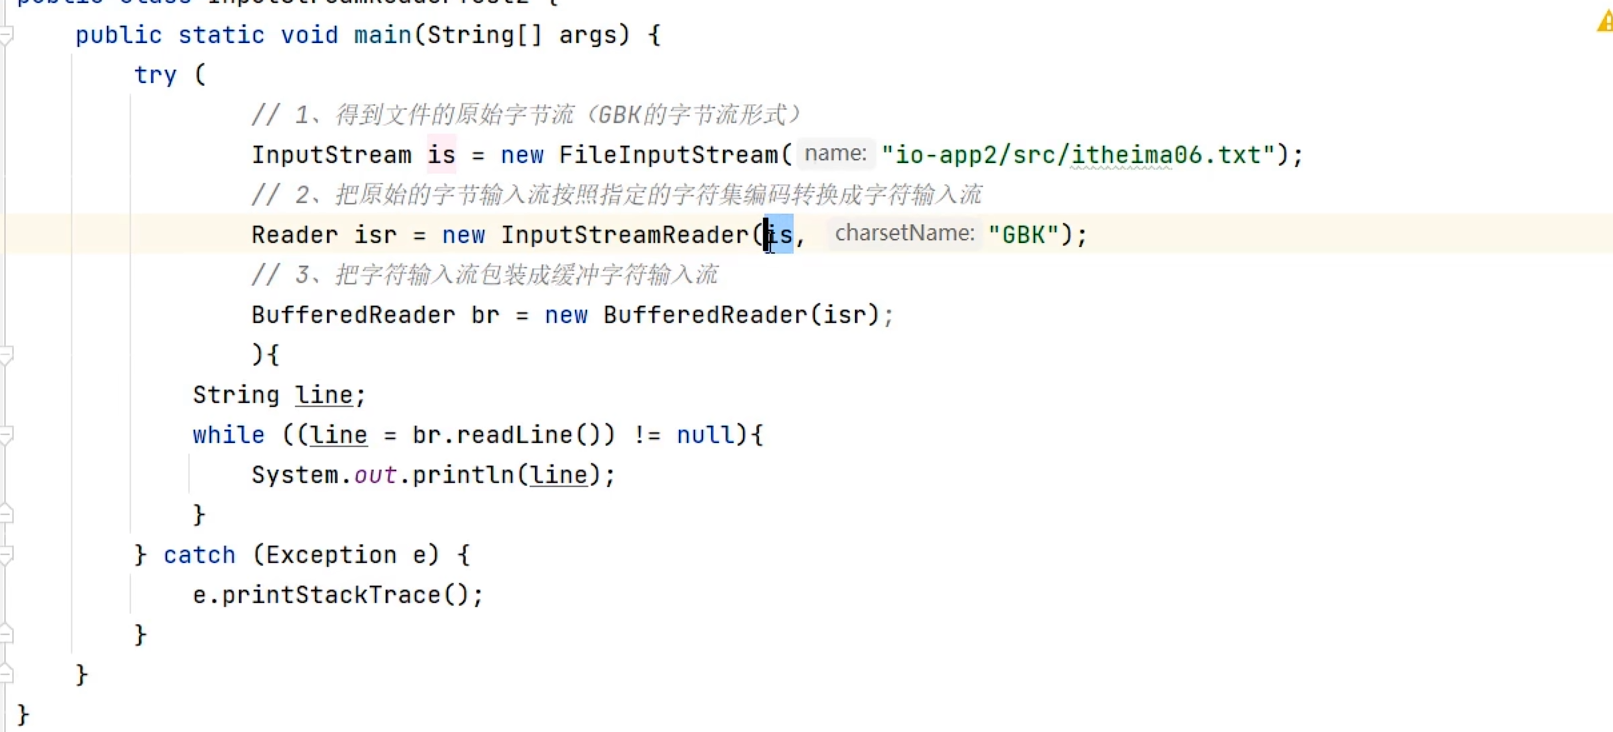 public static void main(String[] args) {
try (
// 1、得到文件的原始字节流（GBK的字节流形式）
InputStream is = new FileInputStream( name: "io-app2/src/itheima06.txt");
// 2、把原始的字节输入流按照指定的字符集编码转换成字符输入流
Reader isr = new InputStreamReader(is, charsetName: "GBK");
// 3、把字符输入流包装成缓冲字符输入流
BufferedReader br = new BufferedReader(isr);
){
String line;
while ((line = br.readLine()) != null){
System.out.println(line);
}
} catch (Exception e) {
e.printStackTrace();
}
}
}